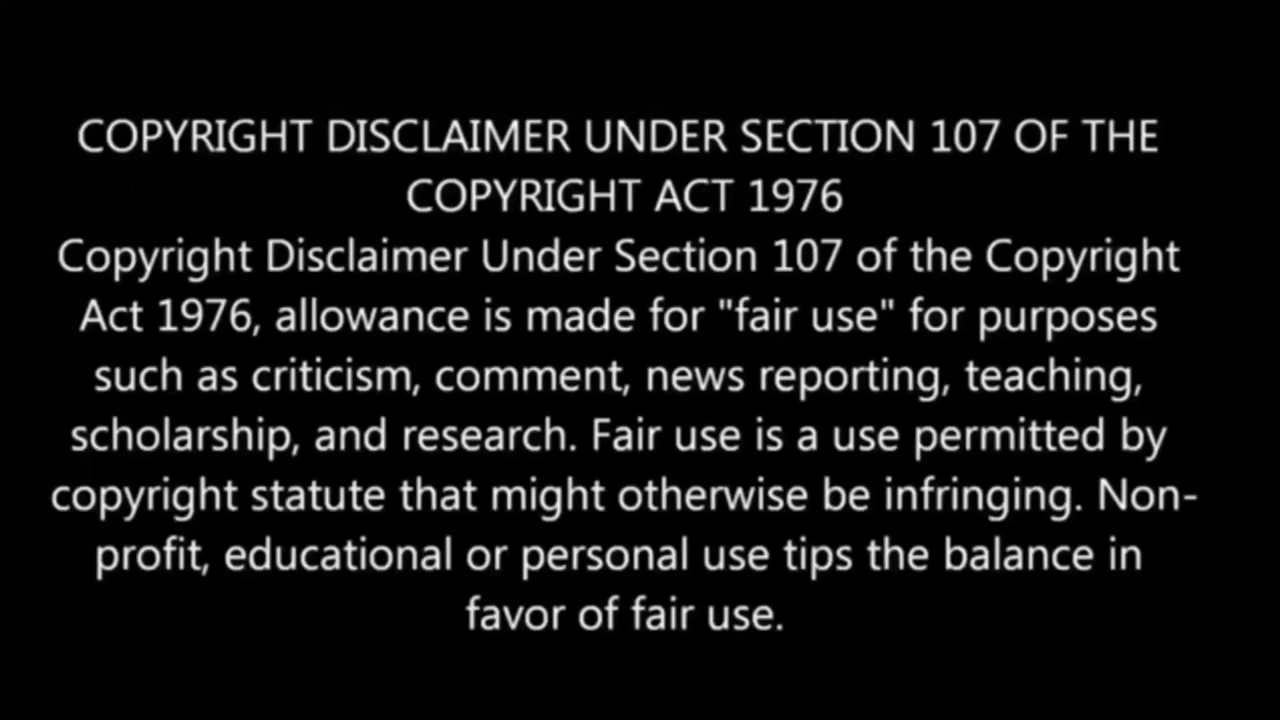 COPYRIGHT DISCLAIMER UNDER SECTION 107 OF THE
COPYRIGHT ACT 1976
Copyright Disclaimer Under Section 107 of the Copyright
Act 1976, allowance is made for "fair use" for purposes
such as criticism, comment, news reporting, teaching,
scholarship, and research. Fair use is a use permitted by
copyright statute that might otherwise be infringing. Non-
profit, educational or personal use tips the balance in
favor of fair use.